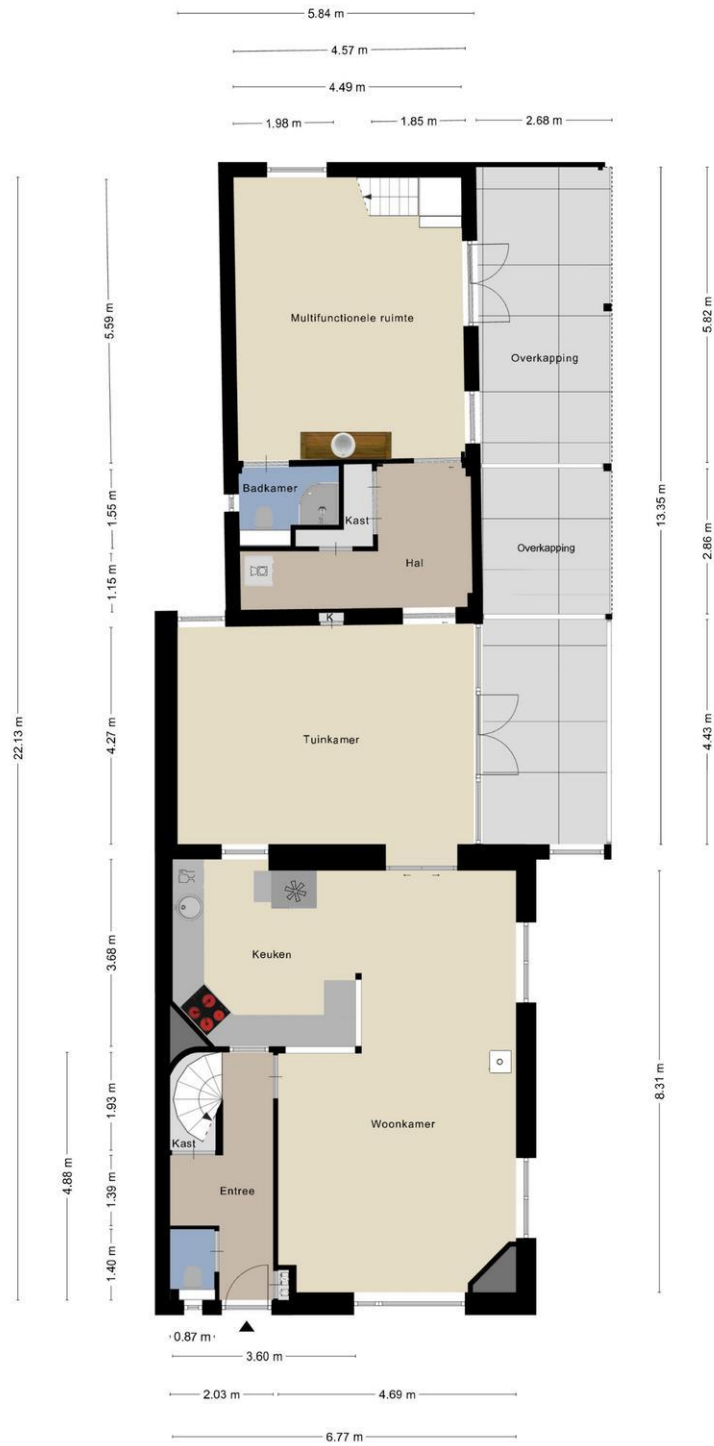 5.84 m
4.57 m
4.49 m
1.98 m
1.85 m
2.68 m
5.59 m
Multifunctionele ruimte
Overkapping
5.82 m
22.13 m
13.35 m
Badkamer
Kast
1.55 m
Overkapping
2.86 m
Hal
1.15 m
K
4.27 m
Tuinkamer
4.43 m
3.68 m
Keuken
8.31 m
1.93 m
Woonkamer
Kast
4.88 m
1.39 m
Entree
1.40 m
0.87 m
3.60 m
2.03 m
4.69 m
6.77 m